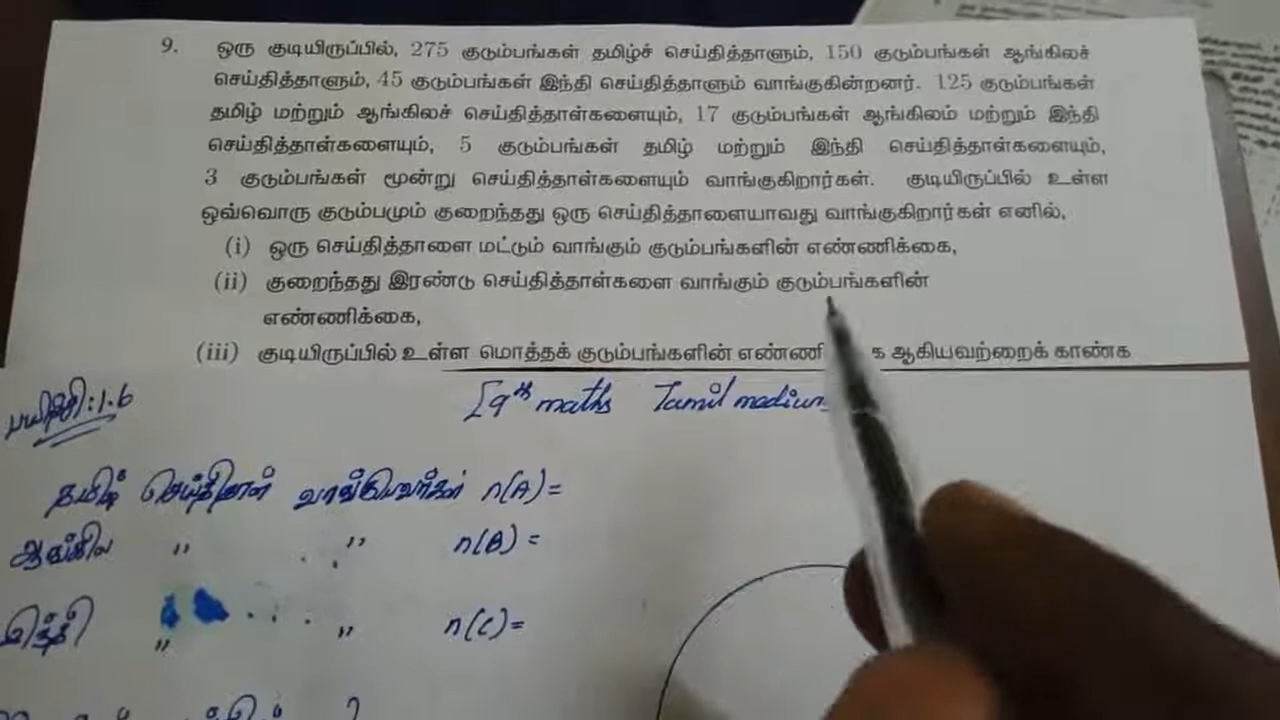 9. ஒரு குடியிருப்பில், 275 குடும்பங்கள் தமிழ்ச் செய்தித்தாளும், 150 குடும்பங்கள் ஆங்கிலச்
செய்தித்தாளும், 45 குடும்பங்கள் இந்தி செய்தித்தாளும் வாங்குகின்றனர். 125 குடும்பங்கள்
தமிழ் மற்றும் ஆங்கிலச் செய்தித்தாள்களையும், 17 குடும்பங்கள் ஆங்கிலம் மற்றும் இந்தி
செய்தித்தாள்களையும், 5 குடும்பங்கள் தமிழ் மற்றும் இந்தி செய்தித்தாள்களையும்,
3 குடும்பங்கள் மூன்று செய்தித்தாள்களையும் வாங்குகிறார்கள். குடியிருப்பில் உள்ள
ஒவ்வொரு குடும்பமும் குறைந்தது ஒரு செய்தித்தாளையாவது வாங்குகிறார்கள் எனில்,
(i) ஒரு செய்தித்தாளை மட்டும் வாங்கும் குடும்பங்களின் எண்ணிக்கை,
(ii) குறைந்தது இரண்டு செய்தித்தாள்களை வாங்கும் குடும்பங்களின்
எண்ணிக்கை,
(iii) குடியிருப்பில் உள்ள மொத்தக் குடும்பங்களின் எண்ணி க ஆகியவற்றைக் காண்க
பயிற்சி: 1.6
[9th maths Tamil medium
தமிழ் n(A) =
ஆங்கில " " n(B) =
இந்தி " " n(C) =